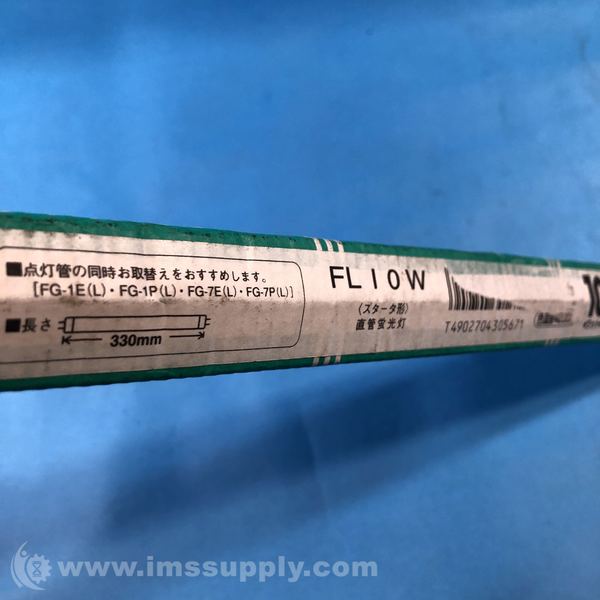 ■点灯管の同時お取替えをおすすめします。
[FG-1E(L)・FG-1P(L)・FG-7E(L)・FG-7P(L)]
■長さ
330mm
FL10W
(スタータ形)
直管蛍光灯
T4902704305671
10
www.imssupply.com